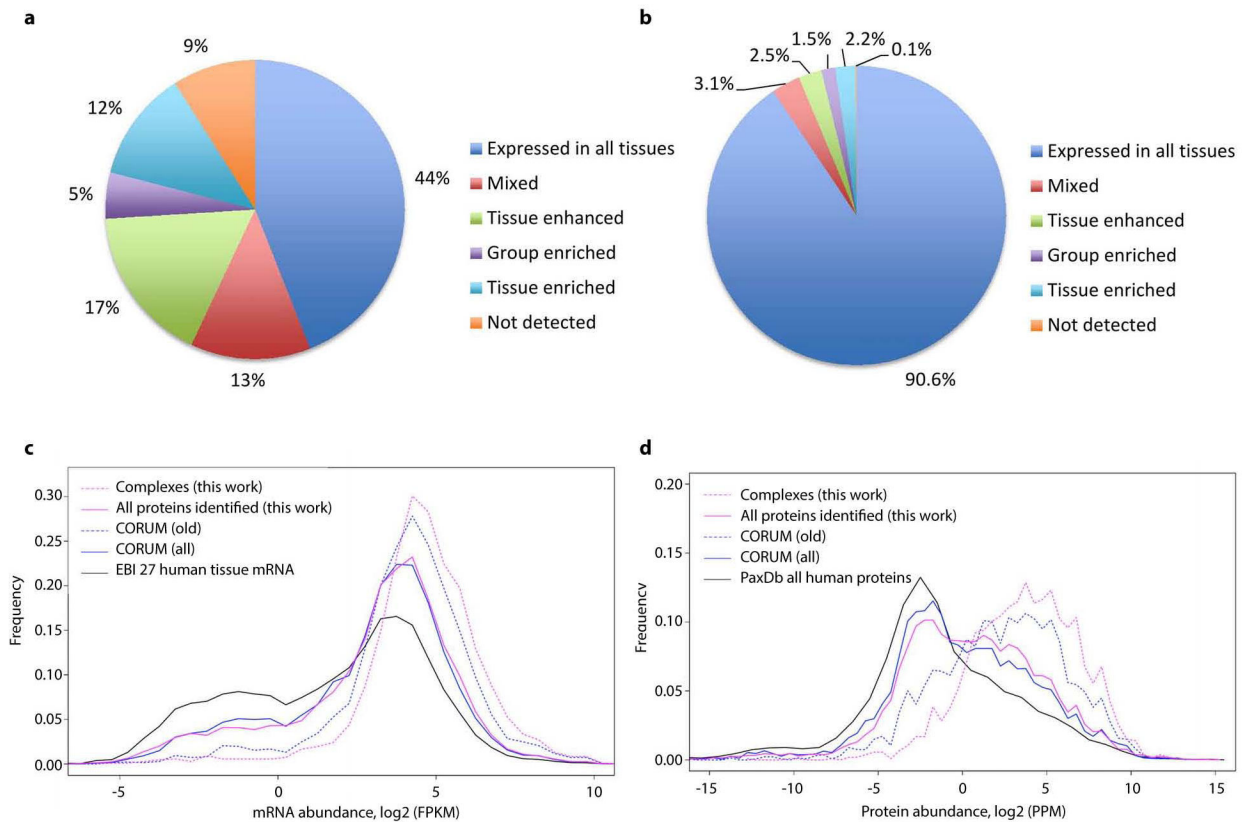 a
9%
12%
5%
17%
13%
44%
Expressed in all tissues
Mixed
Tissue enhanced
Group enriched
Tissue enriched
Not detected
b
3.1%
2.5%
1.5%
2.2%
0.1%
90.6%
Expressed in all tissues
Mixed
Tissue enhanced
Group enriched
Tissue enriched
Not detected
c
Complexes (this work)
All proteins identified (this work)
CORUM (old)
CORUM (all)
EBI 27 human tissue mRNA
Frequency
0.30
0.25
0.20
0.15
0.10
0.05
0.00
-5
0
5
10
mRNA abundance, log2 (FPKM)
d
Complexes (this work)
All proteins identified (this work)
CORUM (old)
CORUM (all)
PaxDb all human proteins
Frequency
0.20
0.15
0.10
0.05
0.00
-15
-10
-5
0
5
10
15
Protein abundance, log2 (PPM)